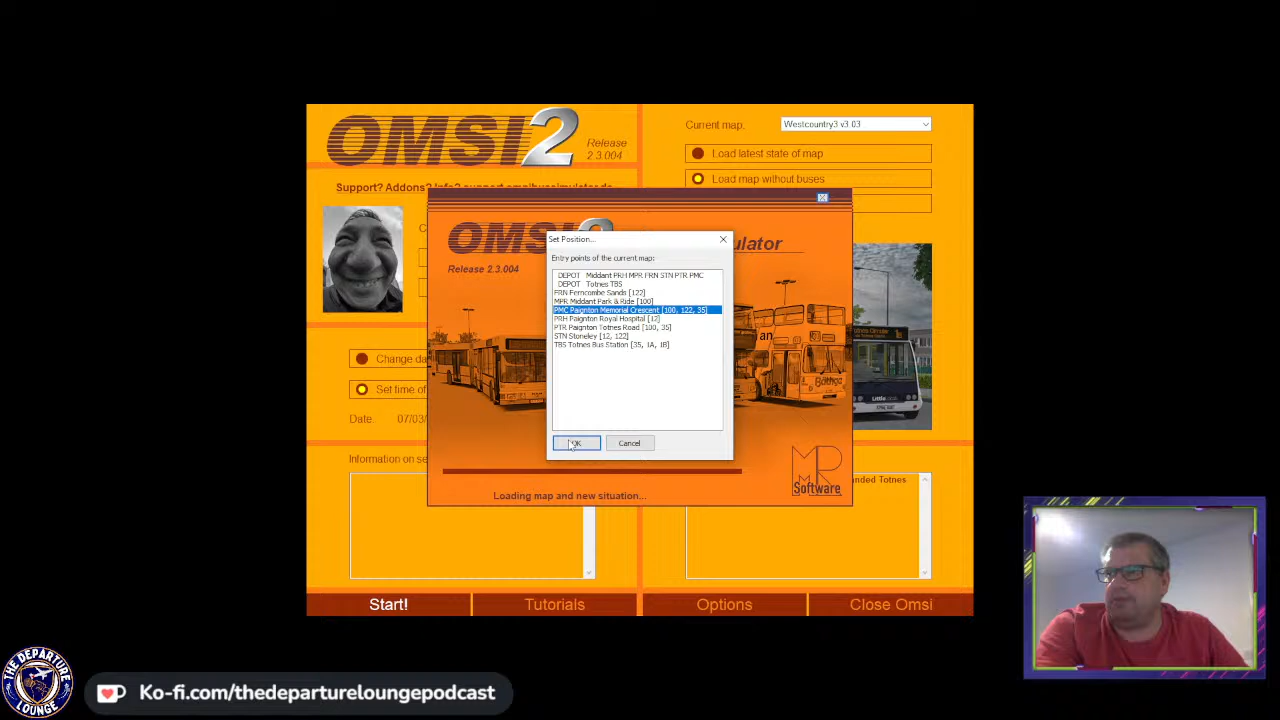 OMSI 2
Release
2.3.004
Current map:
Westcountry3 v3.03
Load latest state of map
Load map without buses
Support? Addons? Info?
Set Position...
Entry points of the current map:
DEPOT Middant PRH MPR FRN STN PTR PMC
DEPOT Totnes TBS
FRN Ferncombe Sands [122]
MPR Middant Park & Ride [100]
PMC Paignton Memorial Crescent [100, 122, 35]
PRH Paignton Royal Hospital [12]
PTR Paignton Totnes Road [100, 35]
STN Stoneley [12, 122]
TBS Totnes Bus Station [35, 1A, 1B]
OK
Cancel
OMSI
ulator
Release 2.3.004
an
Change da
Set time of
Date:
07/03/
Information on se
nded Totnes
Totnes Circular
Little
MR
Software
Loading map and new situation...
Start!
Tutorials
Options
Close Omsi
THE DEPARTURE
LOUNGE
Ko-fi.com/thedepartureloungepodcast